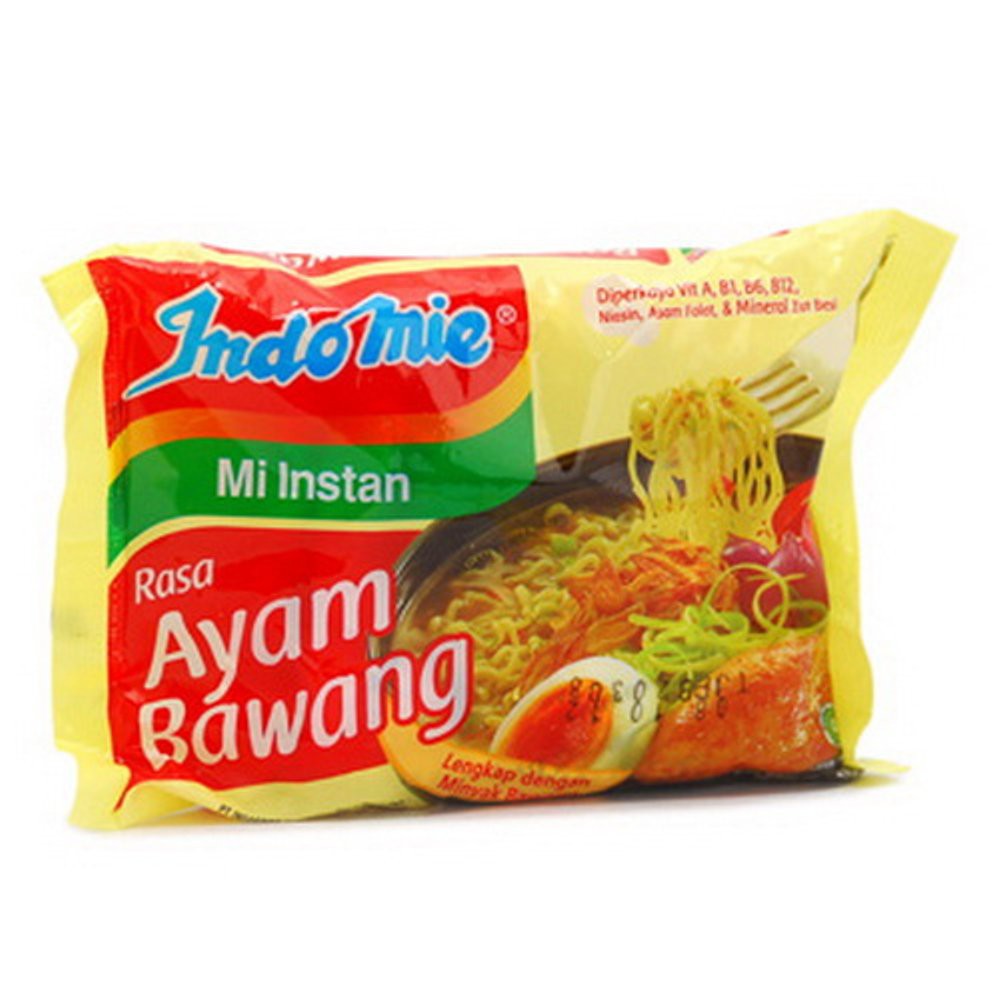 Indomie®
Diperkaya Vit A, B1, B6, B12,
Niasin, Asam Folat, & Mineral Zat Besi
Mi Instan
Rasa
Ayam
Bawang
Lengkap dengan
Minyak